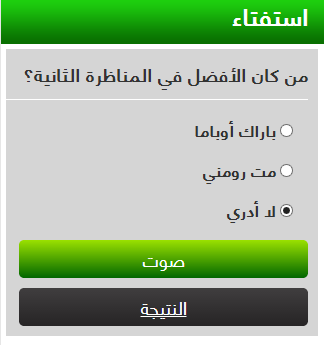 استفتاء
من كان الأفضل في المناظرة الثانية؟
باراك أوباما
مت رومني
لا أدري
صوت
النتيجة